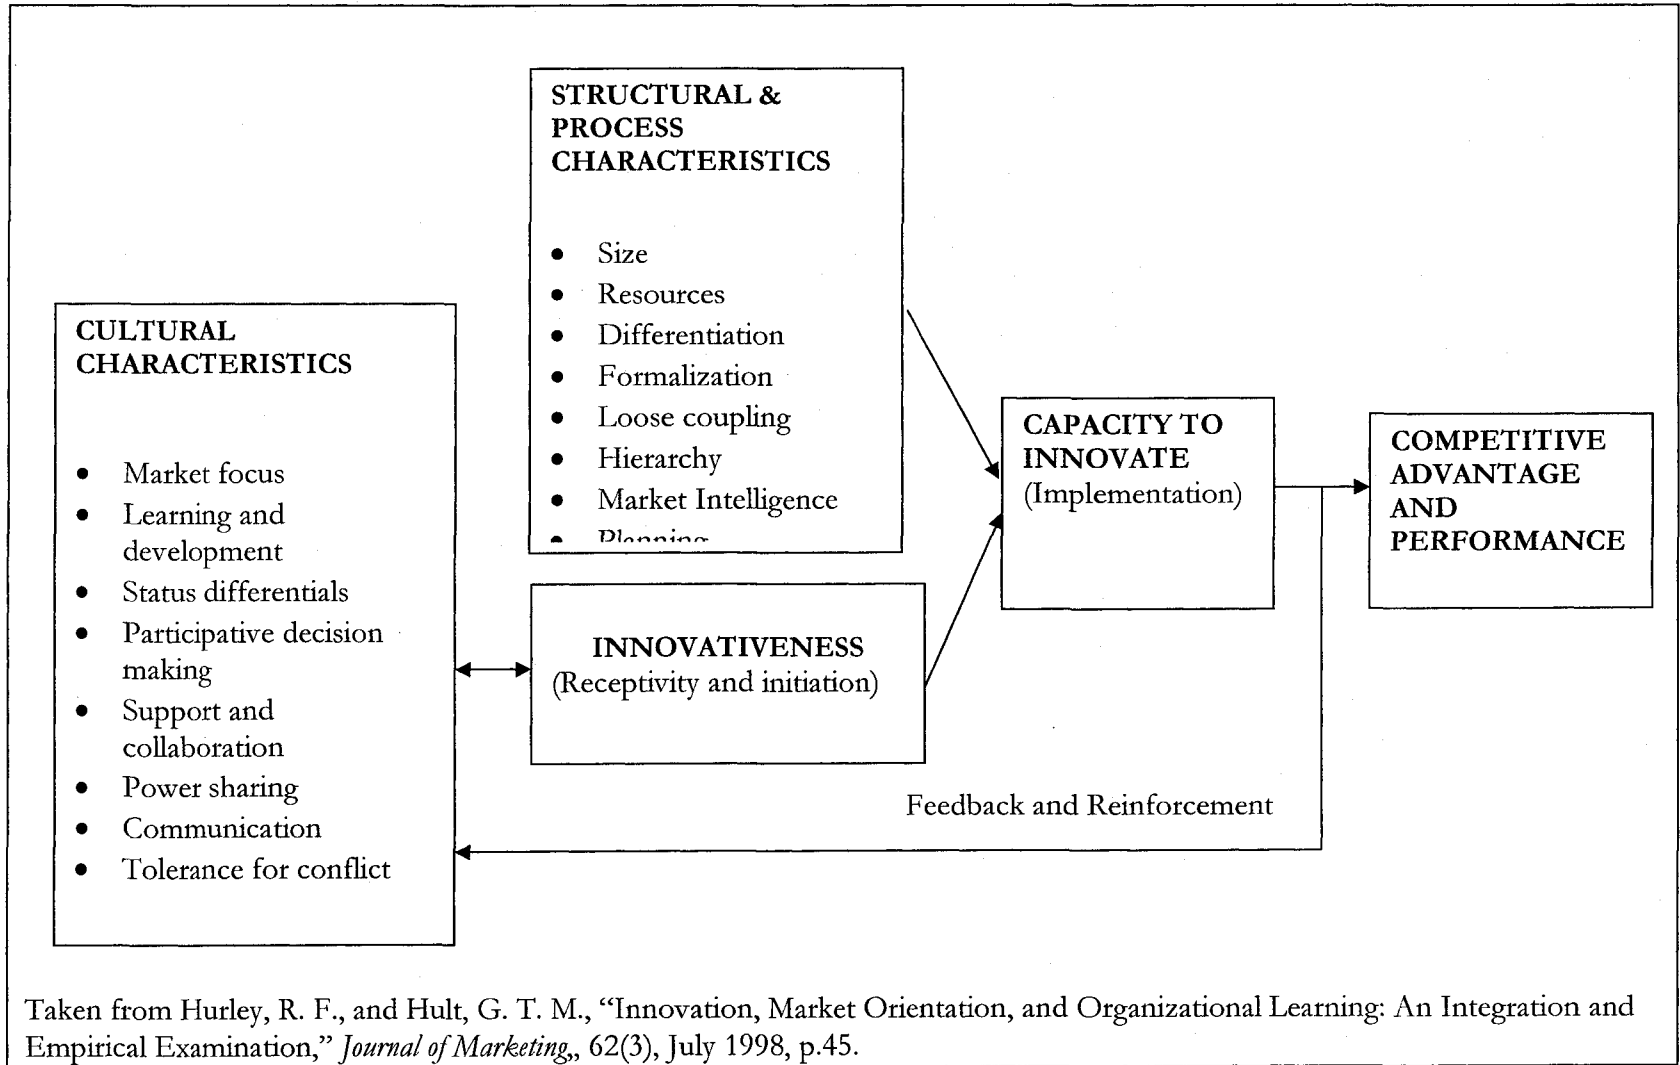 STRUCTURAL &
PROCESS
CHARACTERISTICS
• Size
• Resources
• Differentiation
• Formalization
• Loose coupling
• Hierarchy
• Market Intelligence
• Planning
CULTURAL
CHARACTERISTICS
• Market focus
• Learning and
development
• Status differentials
• Participative decision
making
• Support and
collaboration
• Power sharing
• Communication
• Tolerance for conflict
INNOVATIVENESS
(Receptivity and initiation)
CAPACITY TO
INNOVATE
(Implementation)
COMPETITIVE
ADVANTAGE
AND
PERFORMANCE
Feedback and Reinforcement
Taken from Hurley, R. F., and Hult, G. T. M., “Innovation, Market Orientation, and Organizational Learning: An Integration and
Empirical Examination,” Journal of Marketing,, 62(3), July 1998, p.45.